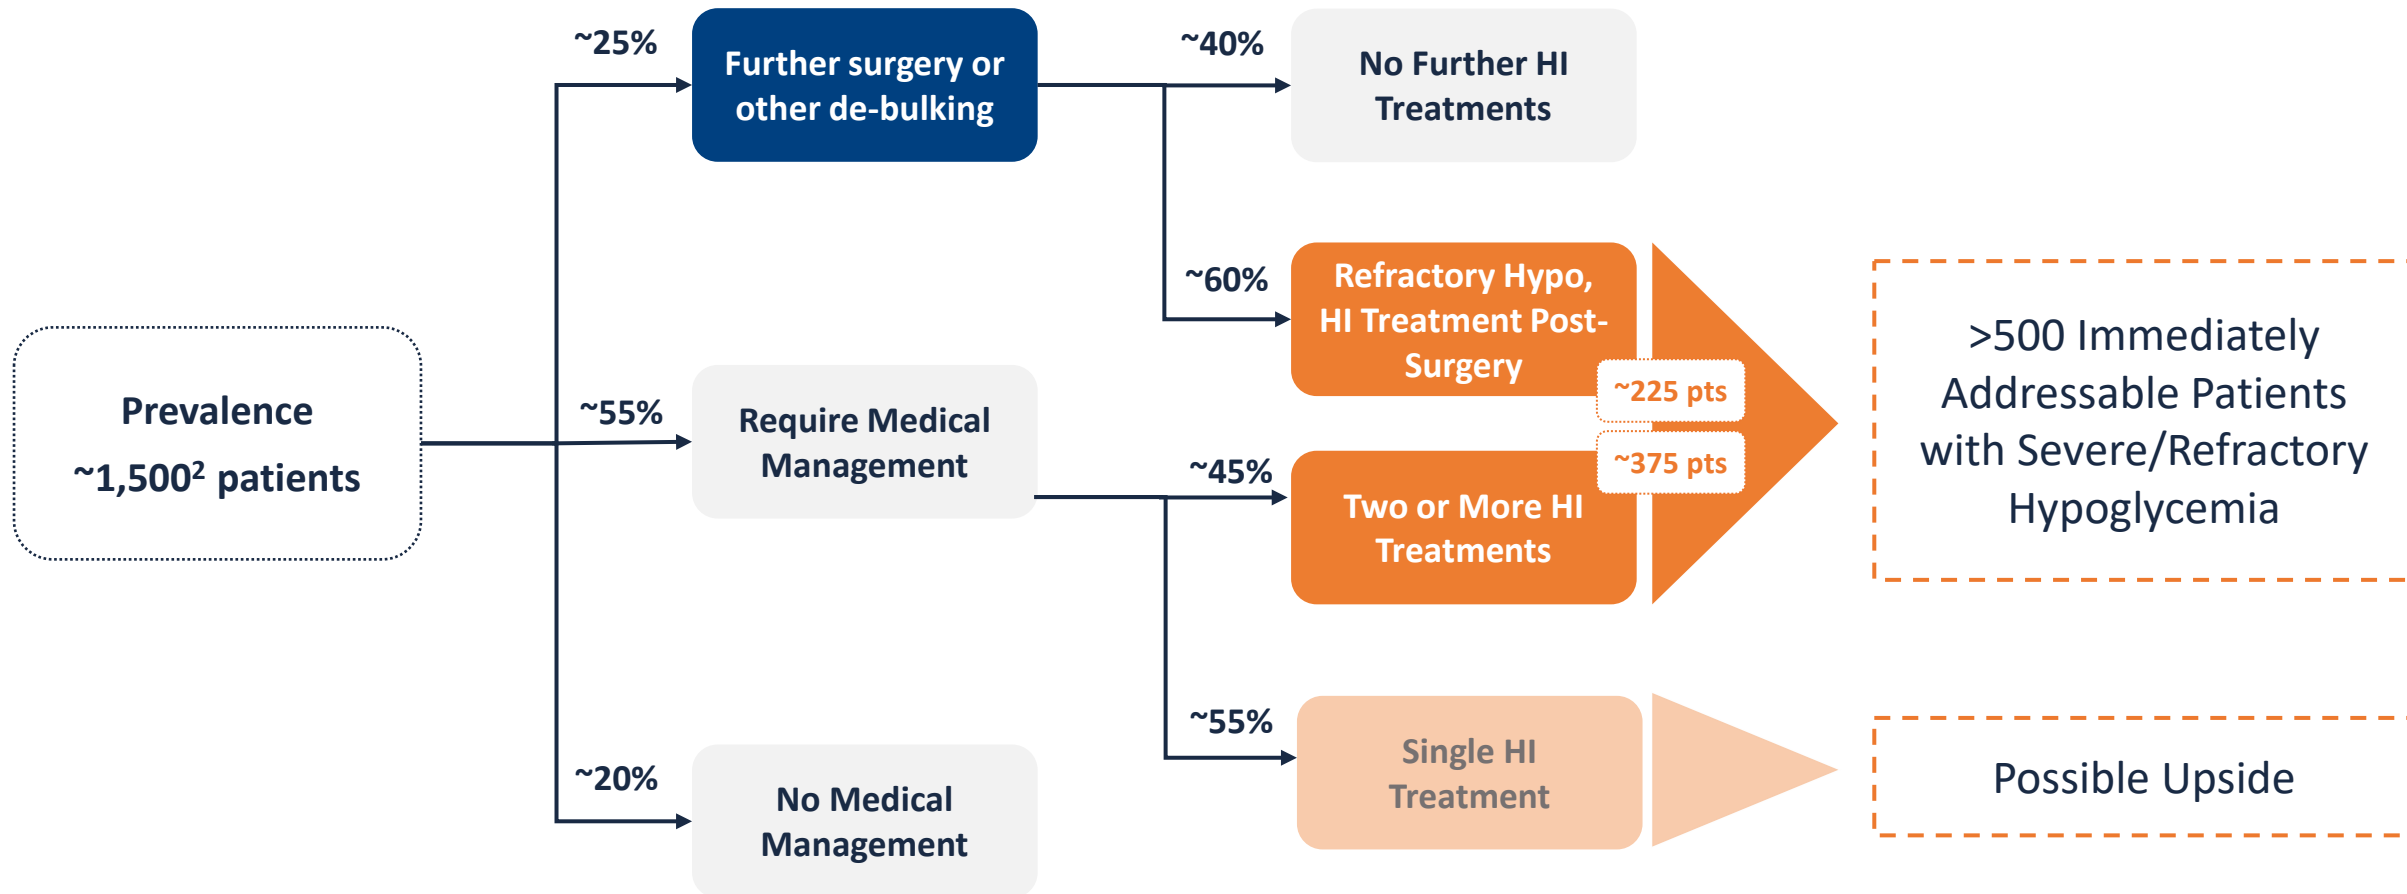 Prevalence
~1,500² patients
~25%
Further surgery or
other de-bulking
~55%
Require Medical
Management
~20%
No Medical
Management
~40%
No Further HI
Treatments
~60%
Refractory Hypo,
HI Treatment Post-
Surgery
~225 pts
~45%
Two or More HI
Treatments
~375 pts
~55%
Single HI
Treatment
>500 Immediately
Addressable Patients
with Severe/Refractory
Hypoglycemia
Possible Upside